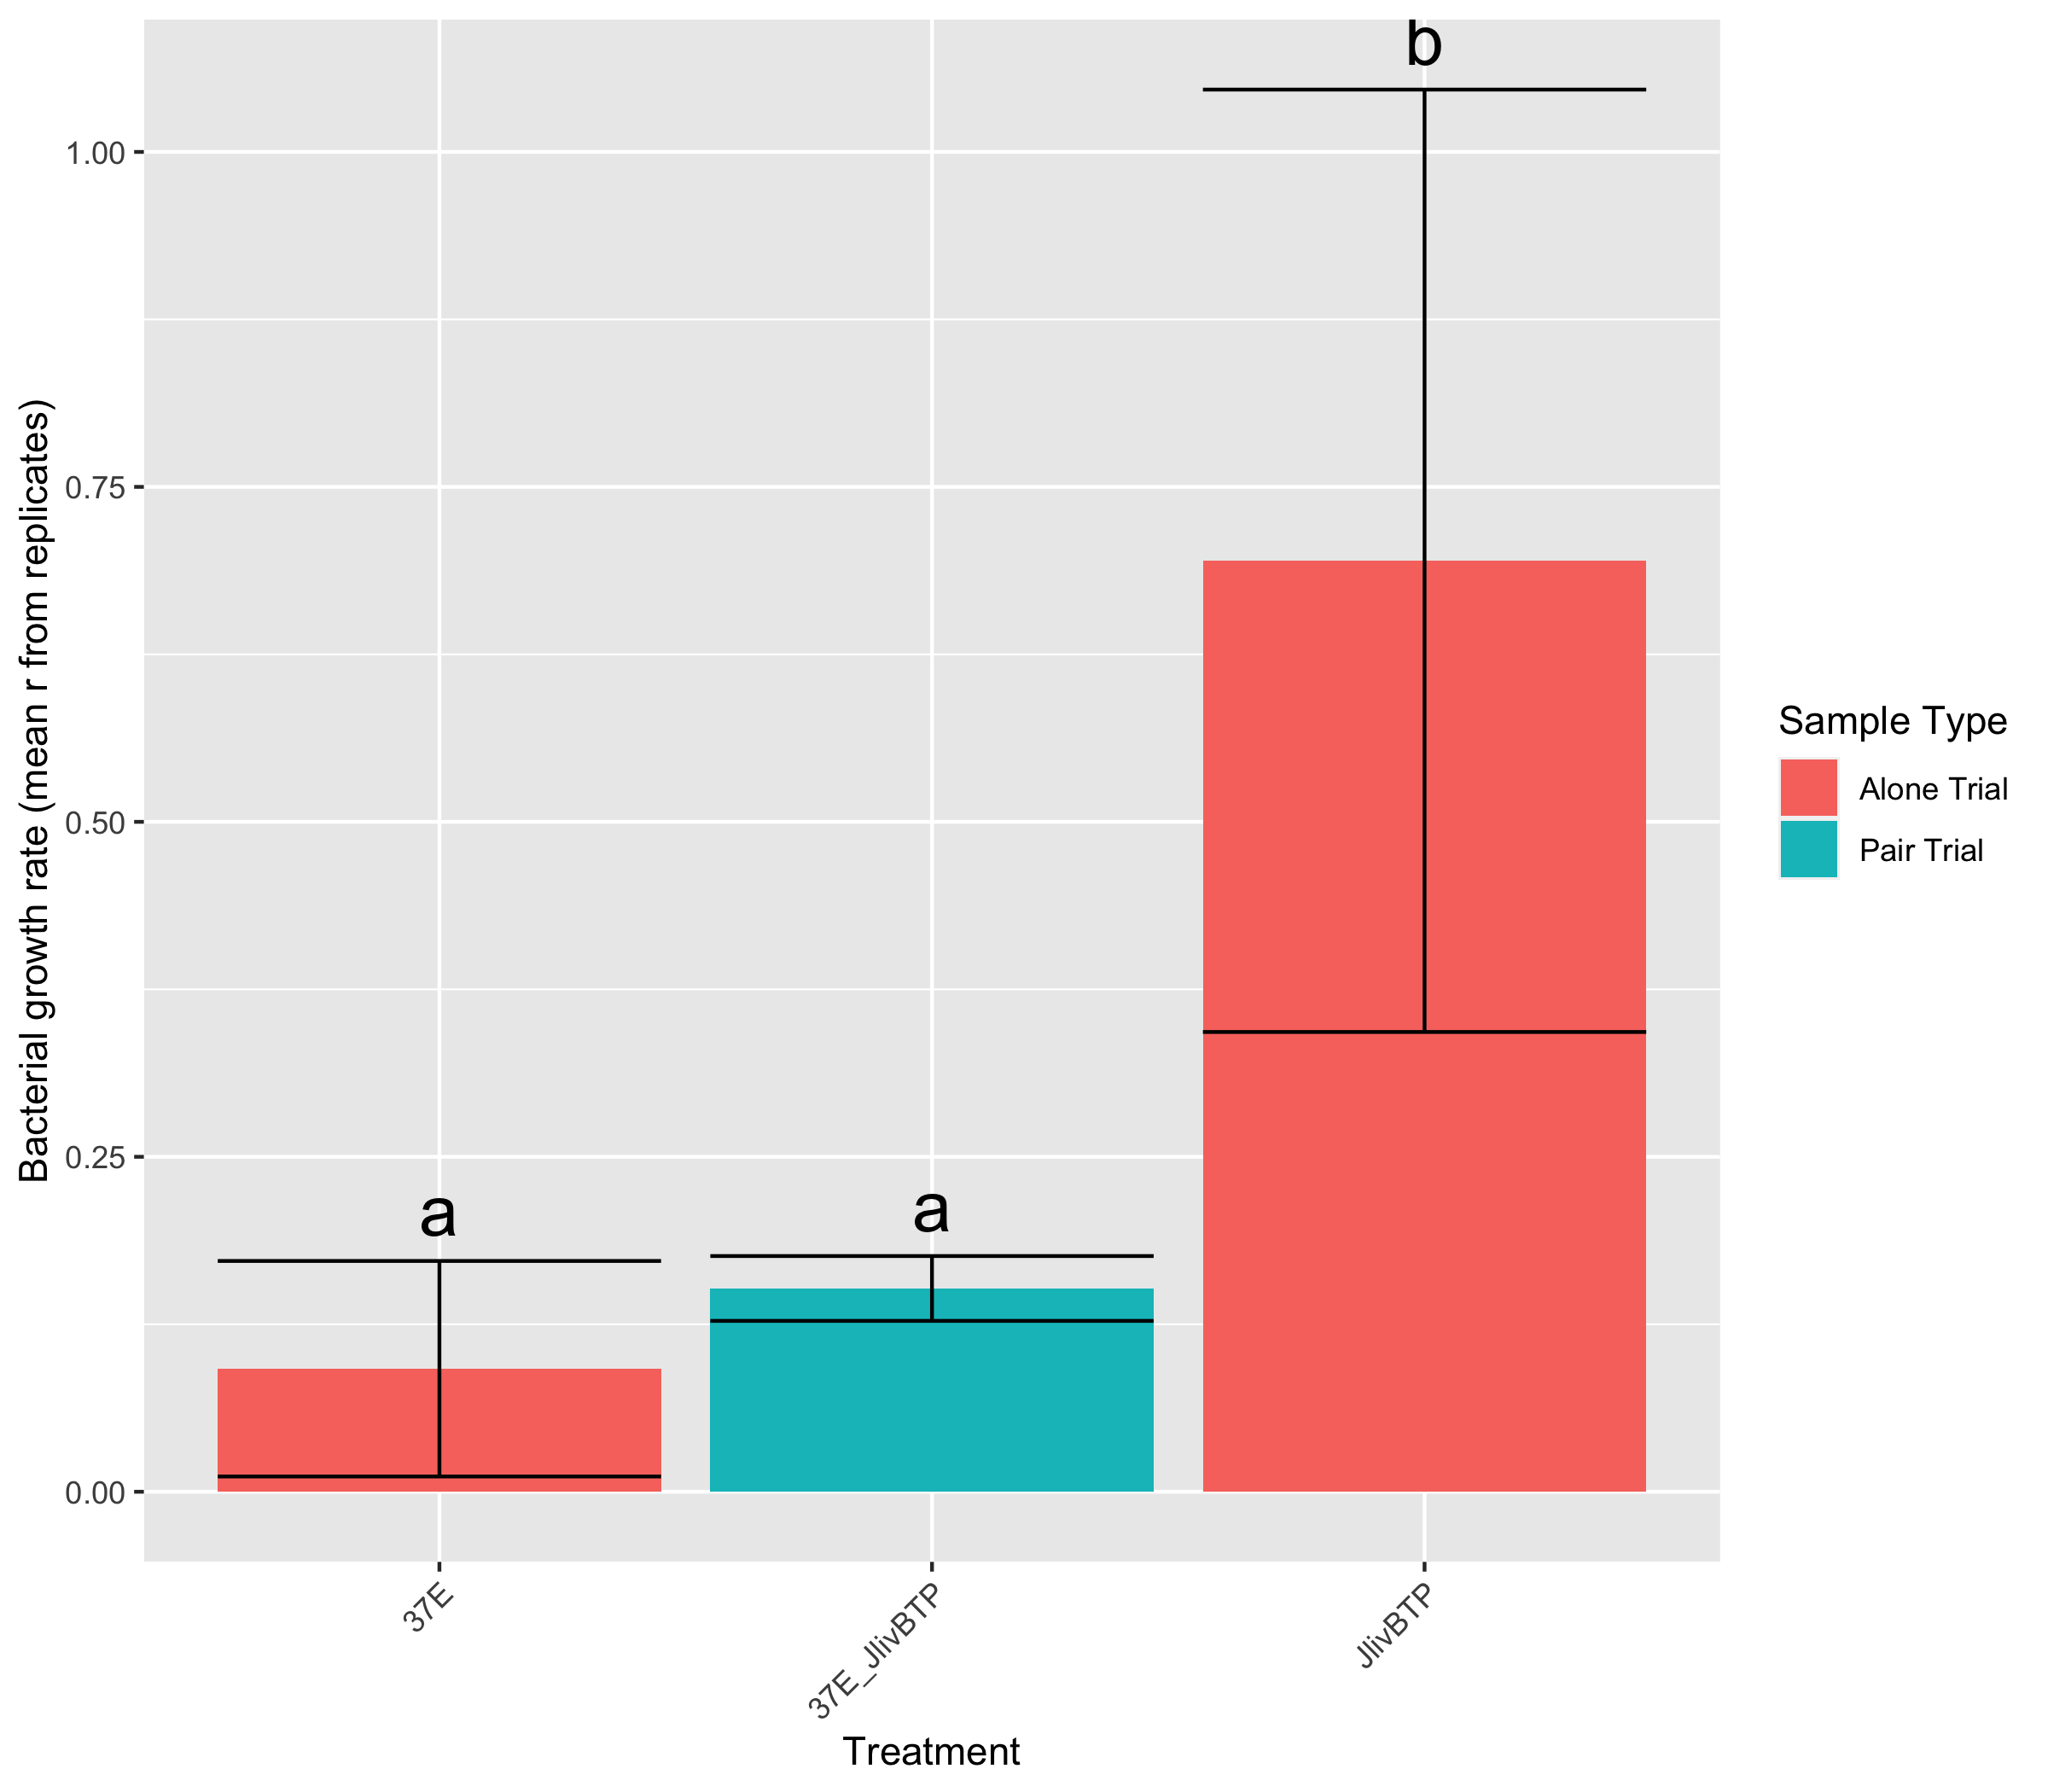 b
1.00
0.75
0.50
0.25
0.00
a
a
Bacterial growth rate (mean r from replicates)
37E
37E_JlivBTP
JlivBTP
Treatment
Sample Type
Alone Trial
Pair Trial